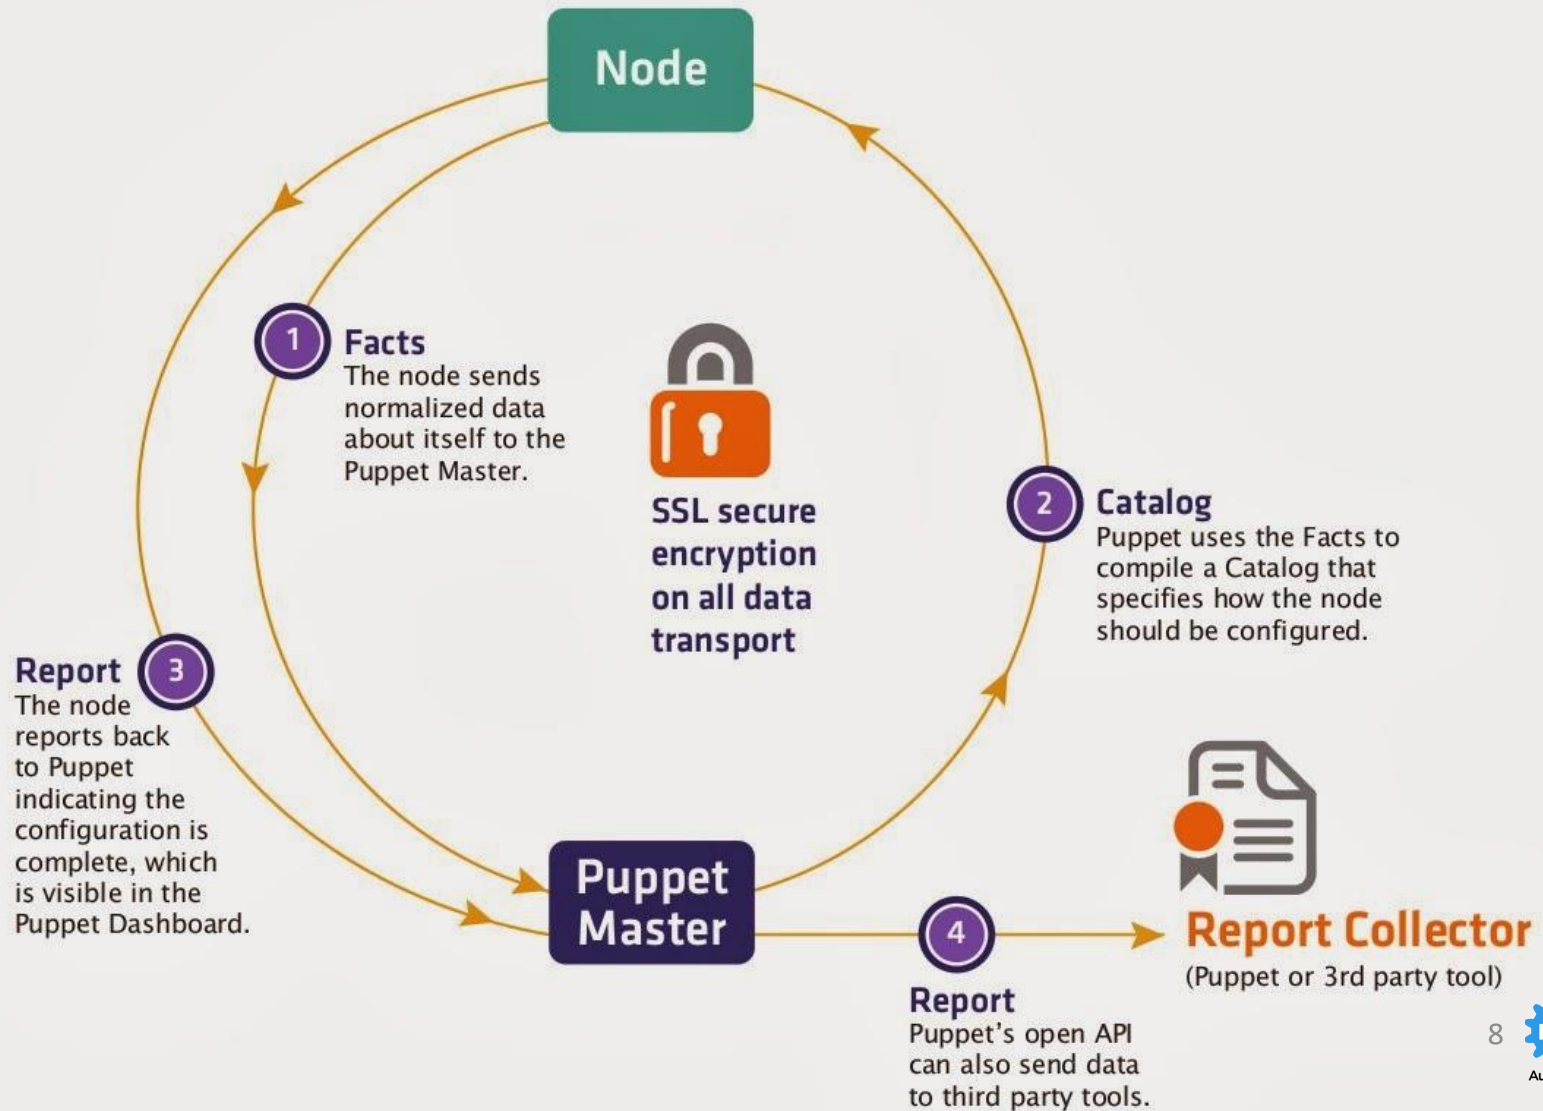 Node
1
Facts
The node sends
normalized data
about itself to the
Puppet Master.
SSL secure
encryption
on all data
transport
2
Catalog
Puppet uses the Facts to
compile a Catalog that
specifies how the node
should be configured.
Report
3
The node
reports back
to Puppet
indicating the
configuration is
complete, which
is visible in the
Puppet Dashboard.
Puppet
Master
4
Report
Puppet’s open API
can also send data
to third party tools.
Report Collector
(Puppet or 3rd party tool)
8